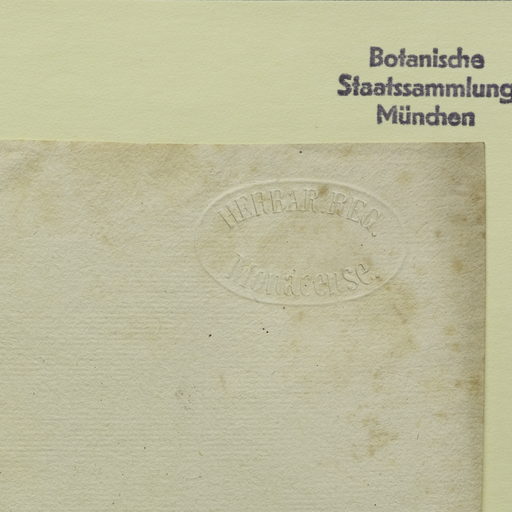 Botanische
Staatssammlung
München
HERBAR. REG.
Monacense.